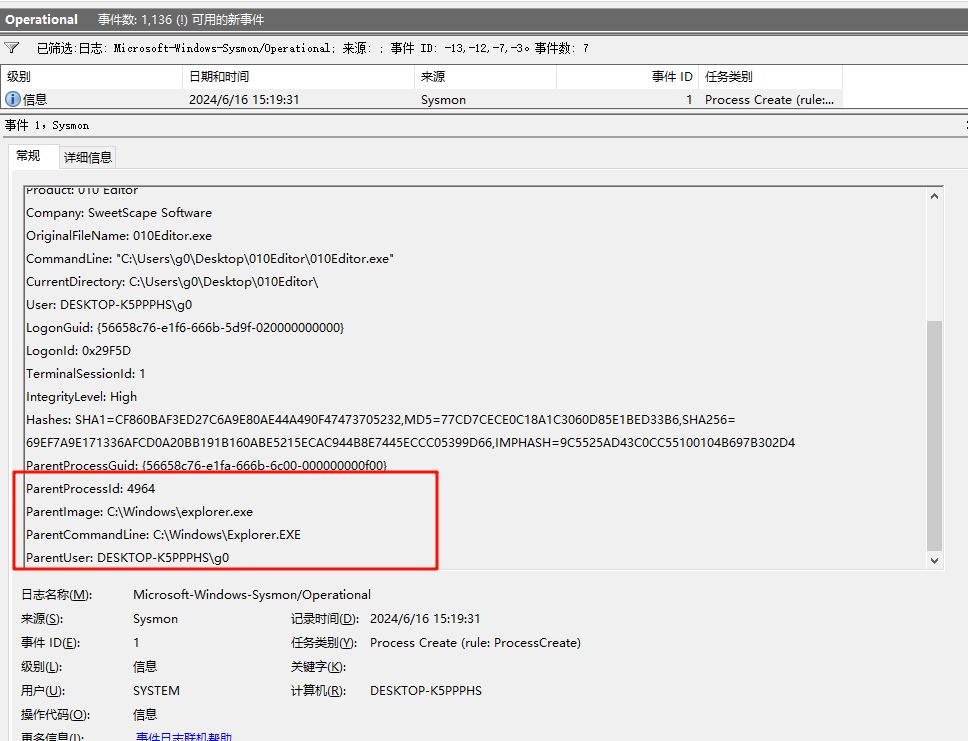 Operational 事件数: 1,136 (!) 可用的新事件
已筛选:日志: Microsoft-Windows-Sysmon/Operational; 来源: ; 事件 ID: -13,-12,-7,-3。事件数: 7
级别 日期和时间 来源 事件 ID 任务类别
信息 2024/6/16 15:19:31 Sysmon 1 Process Create (rule:...
事件 1，Sysmon
常规 详细信息
Product: 010 Editor
Company: SweetScape Software
OriginalFileName: 010Editor.exe
CommandLine: "C:\Users\g0\Desktop\010Editor\010Editor.exe"
CurrentDirectory: C:\Users\g0\Desktop\010Editor\
User: DESKTOP-K5PPPHS\g0
LogonGuid: {56658c76-e1f6-666b-5d9f-020000000000}
LogonId: 0x29F5D
TerminalSessionId: 1
IntegrityLevel: High
Hashes: SHA1=CF860BAF3ED27C6A9E80AE44A490F47473705232,MD5=77CD7CECE0C18A1C3060D85E1BED33B6,SHA256=
69EF7A9E171336AFCD0A20BB191B160ABE5215ECAC944B8E7445ECCC05399D66,IMPHASH=9C5525AD43C0CC55100104B697B302D4
ParentProcessGuid: {56658c76-e1fa-666b-6c00-000000000f00}
ParentProcessId: 4964
ParentImage: C:\Windows\explorer.exe
ParentCommandLine: C:\Windows\Explorer.EXE
ParentUser: DESKTOP-K5PPPHS\g0
日志名称(M): Microsoft-Windows-Sysmon/Operational
来源(S): Sysmon 记录时间(D): 2024/6/16 15:19:31
事件 ID(E): 1 任务类别(Y): Process Create (rule: ProcessCreate)
级别(L): 信息 关键字(K):
用户(U): SYSTEM 计算机(R): DESKTOP-K5PPPHS
操作代码(O): 信息
更多信息(I): 事件日志联机帮助